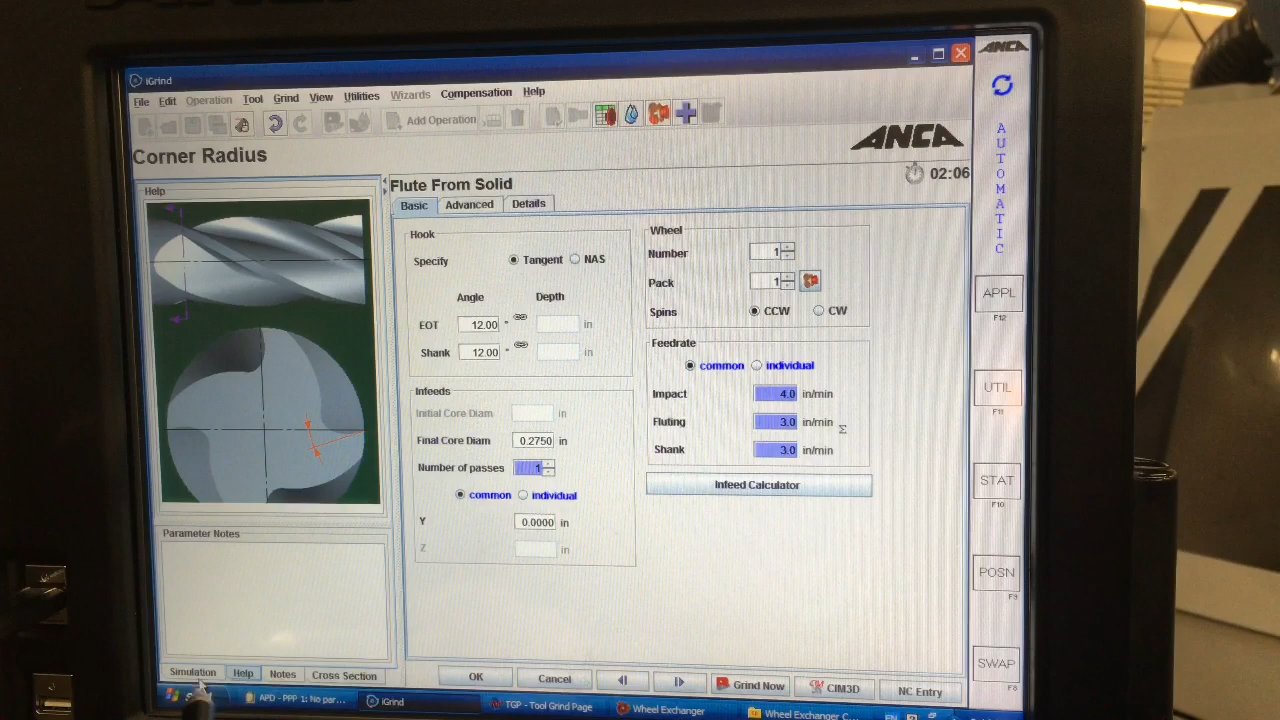 iGrind
ANCA
File Edit Operation Tool Grind View Utilities Wizards Compensation Help
Add Operation
ANCA
Corner Radius
02:06
Help
Flute From Solid
Basic Advanced Details
Hook
Specify Tangent NAS
Angle Depth
EOT 12.00 ° in
Shank 12.00 ° in
Infeeds
Initial Core Diam in
Final Core Diam 0.2750 in
Number of passes 1
common individual
Y 0.0000 in
Z in
Wheel
Number 1
Pack 1
Spins CCW CW
Feedrate
common individual
Impact 4.0 in/min
Fluting 3.0 in/min Σ
Shank 3.0 in/min
Infeed Calculator
Parameter Notes
Simulation Help Notes Cross Section
OK Cancel Grind Now CIM3D NC Entry
APD - PPP 1: No par... iGrind TGP - Tool Grind Page Wheel Exchanger Wheel Exchanger C... EN
AUTOMATIC
APPL
F12
UTIL
F11
STAT
F10
POSN
F9
SWAP
F8